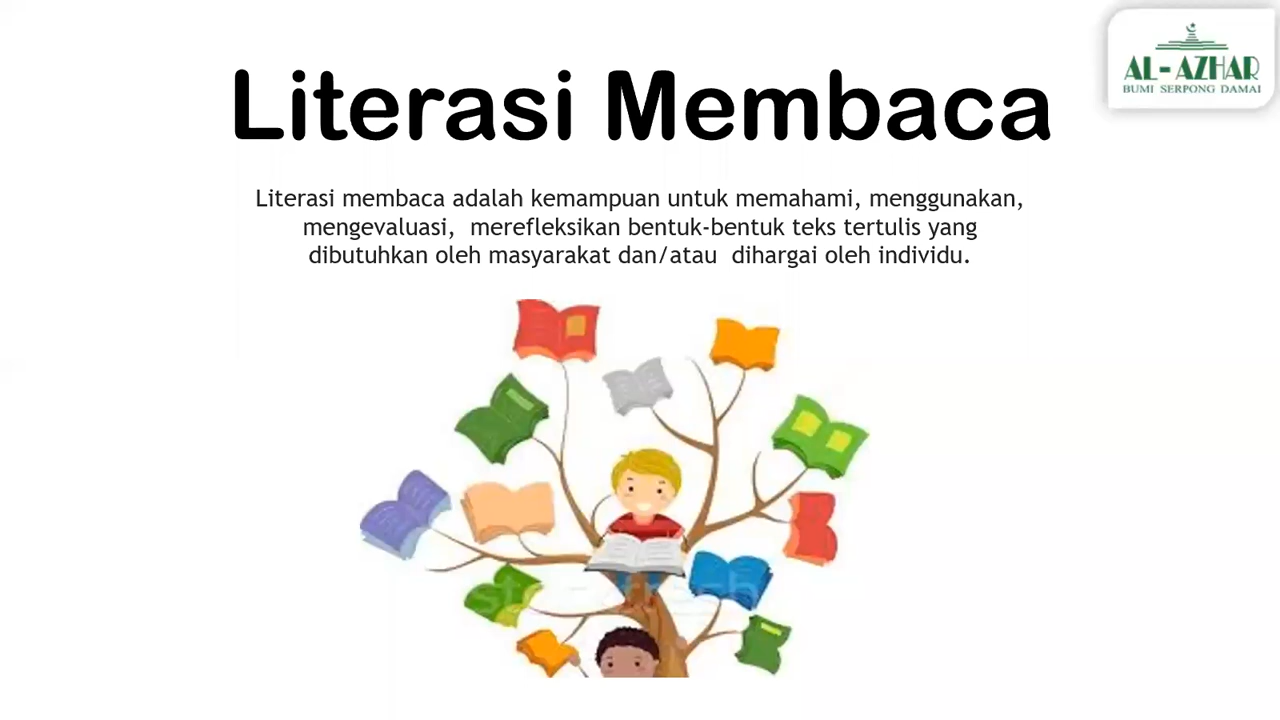 AL-AZHAR
BUMI SERPONG DAMAI
Literasi Membaca
Literasi membaca adalah kemampuan untuk memahami, menggunakan,
mengevaluasi,  merefleksikan bentuk-bentuk teks tertulis yang
dibutuhkan oleh masyarakat dan/atau  dihargai oleh individu.